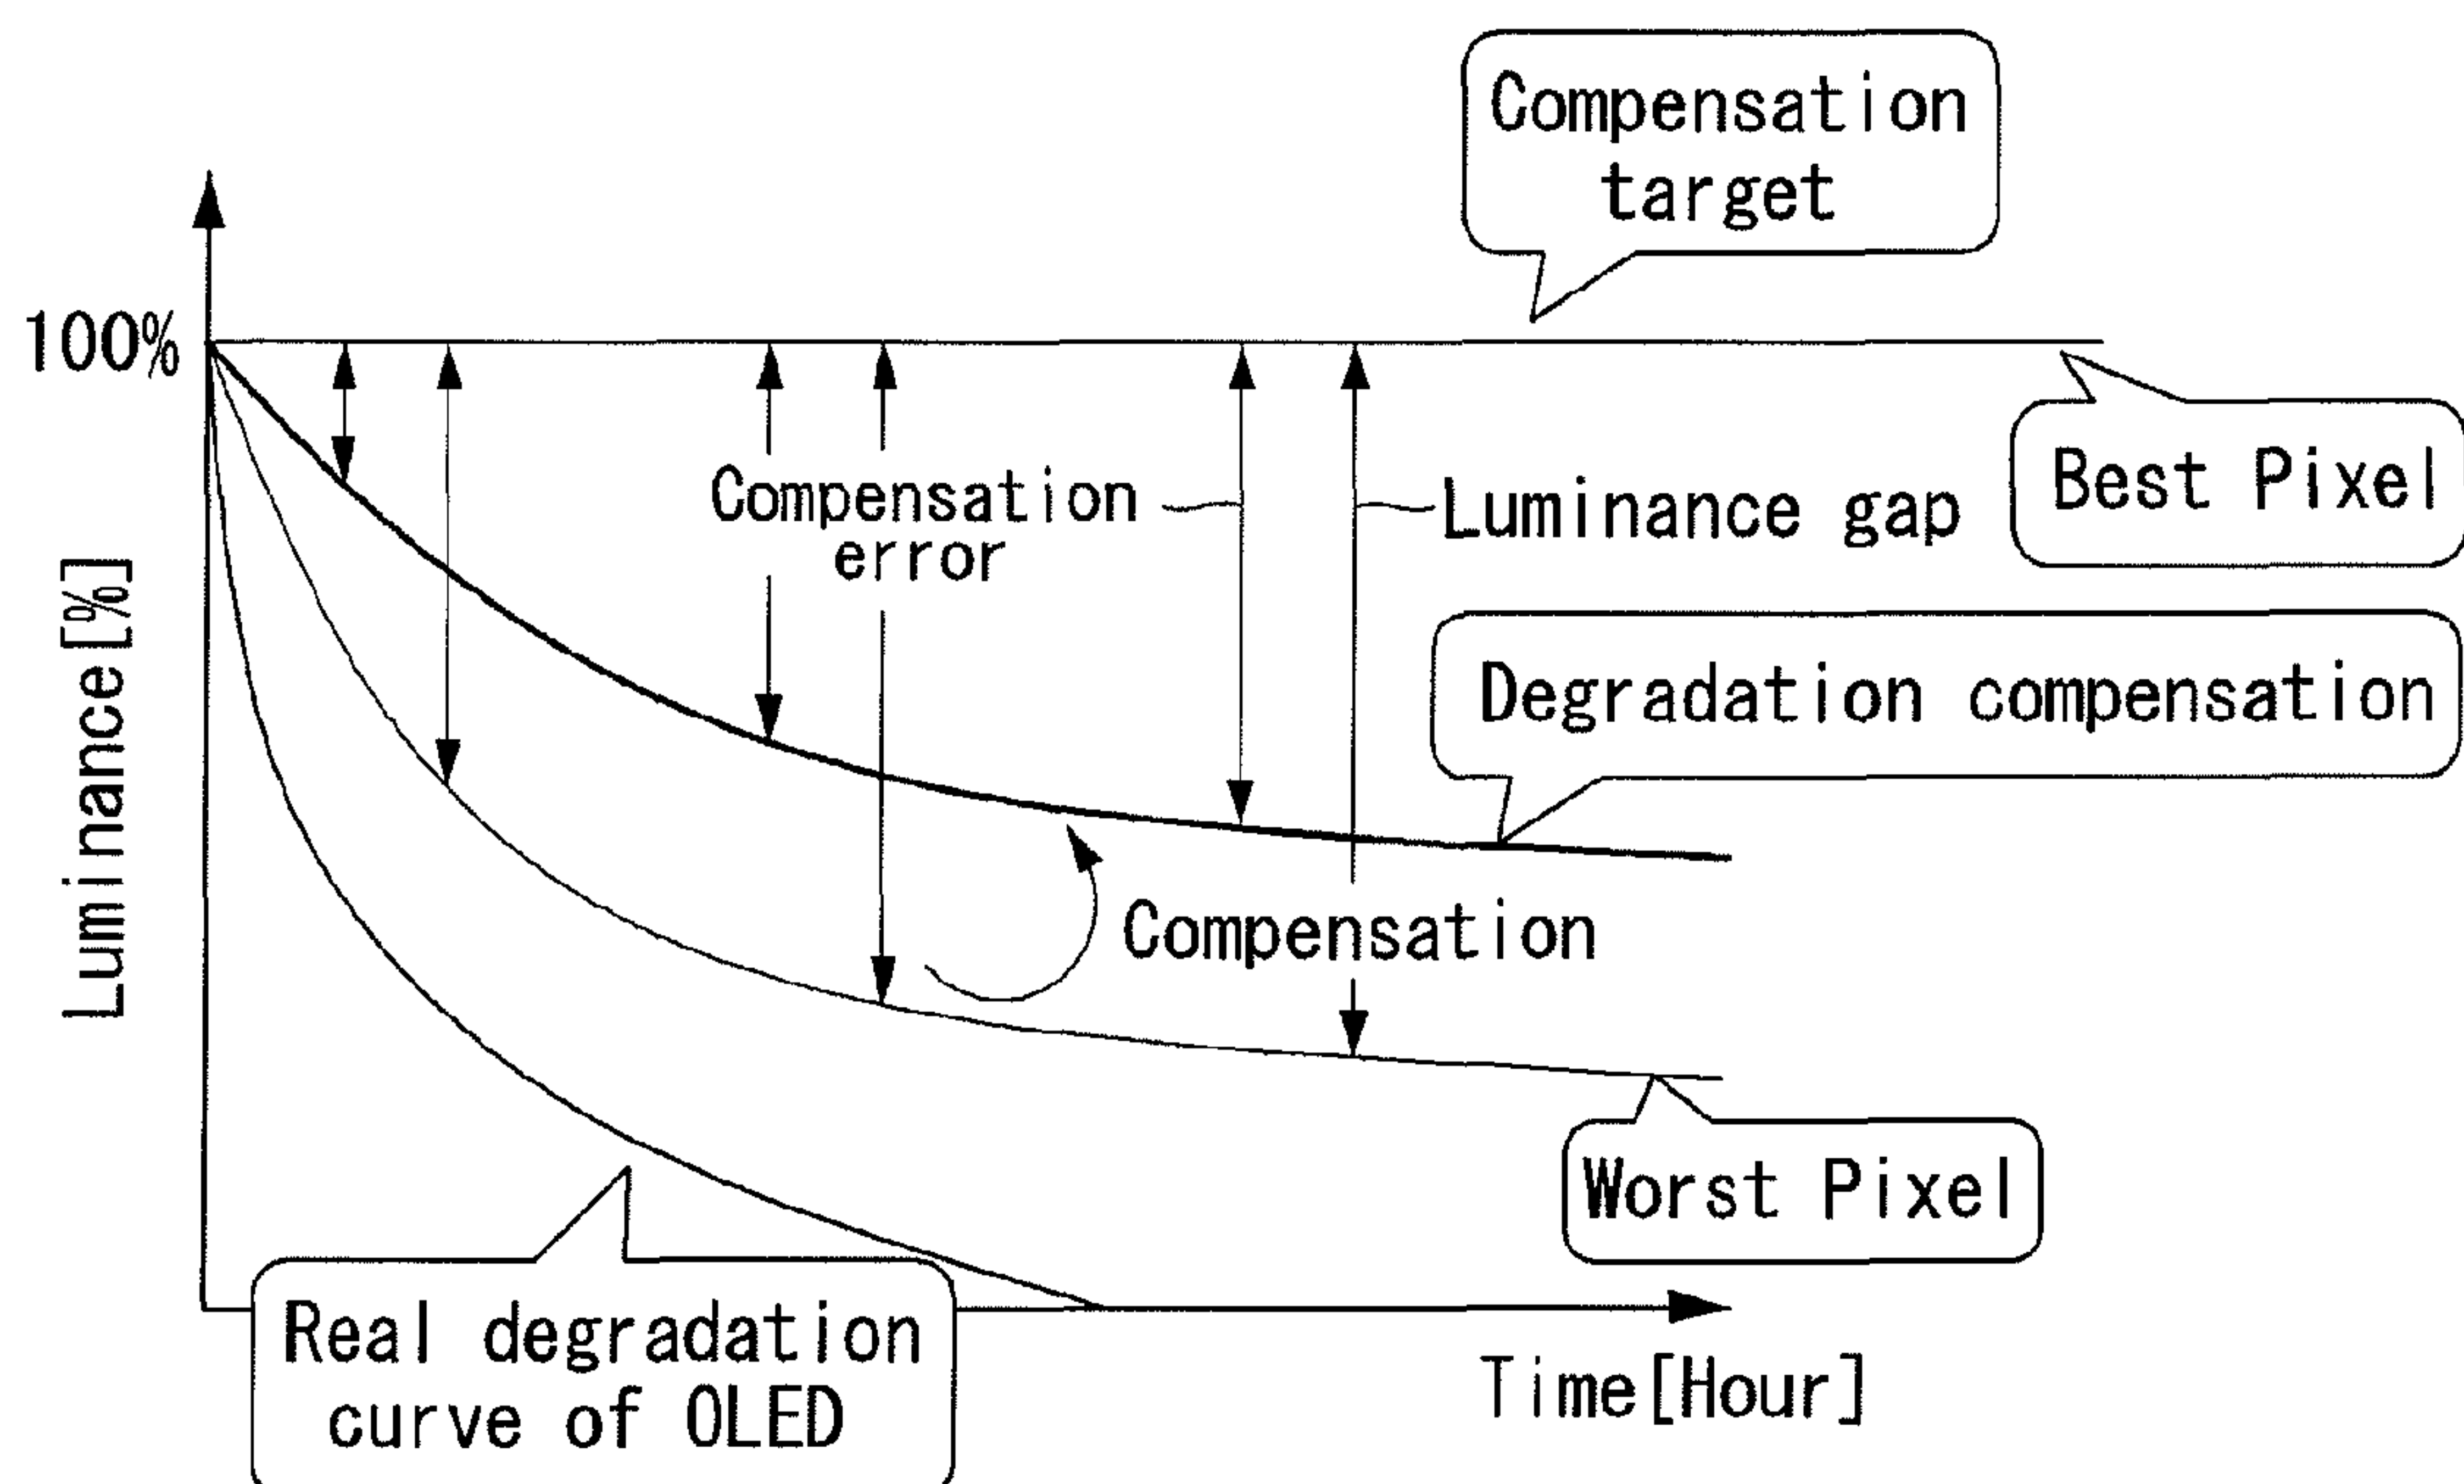 Compensation
target
100%
Best Pixel
Compensation
error
Luminance gap
Luminance[%]
Degradation compensation
Compensation
Worst Pixel
Real degradation
curve of OLED
Time[Hour]